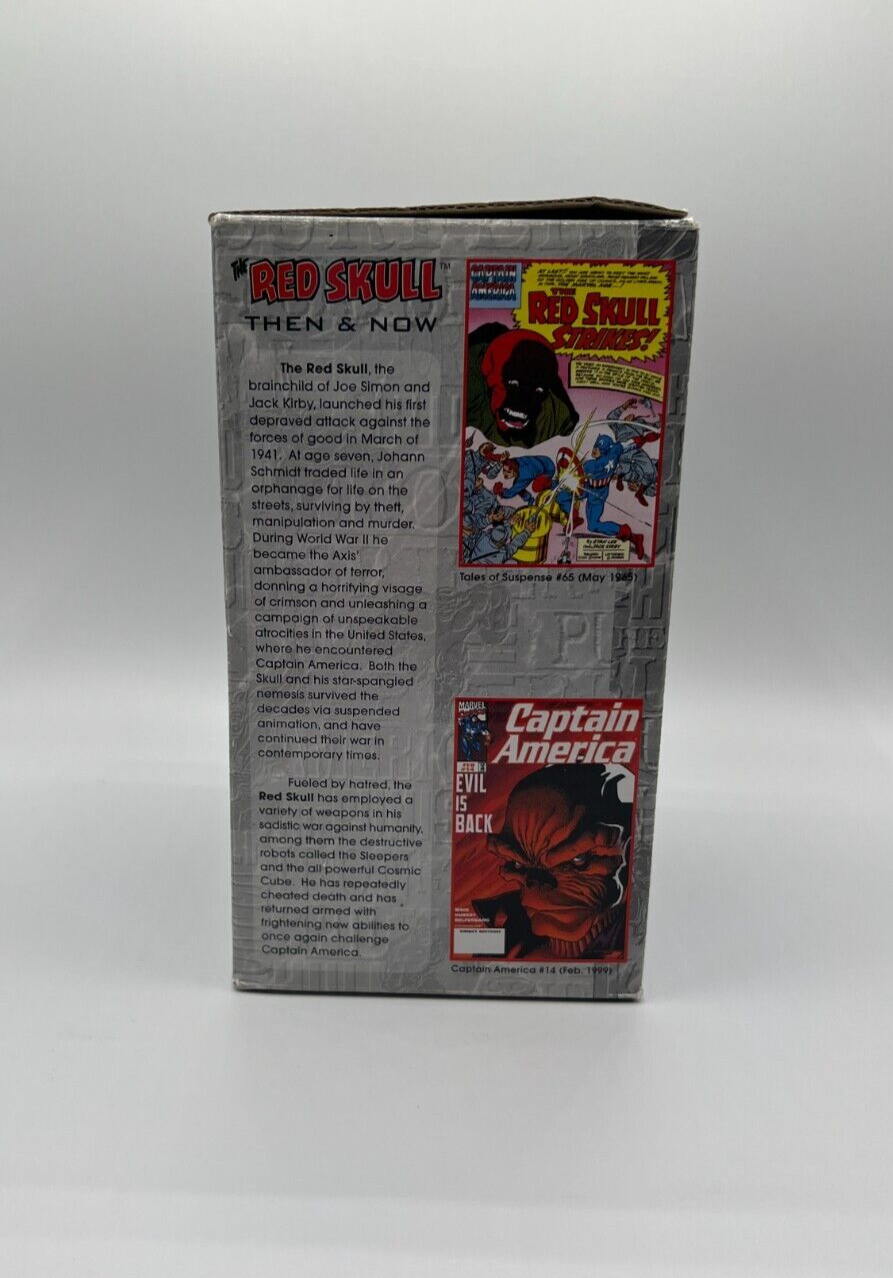 THE
RED SKULL™
THEN & NOW
The Red Skull, the
brainchild of Joe Simon and
Jack Kirby, launched his first
depraved attack against the
forces of good in March of
1941. At age seven, Johann
Schmidt traded life in an
orphanage for life on the
streets, surviving by theft,
manipulation and murder.
During World War II he
became the Axis'
ambassador of terror,
donning a horrifying visage
of crimson and unleashing a
campaign of unspeakable
atrocities in the United States,
where he encountered
Captain America. Both the
Skull and his star-spangled
nemesis survived the
decades via suspended
animation, and have
continued their war in
contemporary times.
Fueled by hatred, the
Red Skull has employed a
variety of weapons in his
sadistic war against humanity,
among them the destructive
robots called the Sleepers
and the all powerful Cosmic
Cube. He has repeatedly
cheated death and has
returned armed with
frightening new abilities to
once again challenge
Captain America.
CAPTAIN
AMERICA
THE
RED SKULL
STRIKES!
By STAN LEE
and JACK KIRBY
Tales of Suspense #65 (May 1965)
MARVEL
Captain
America
FEB
#14
EVIL
IS
BACK
Captain America #14 (Feb. 1999)